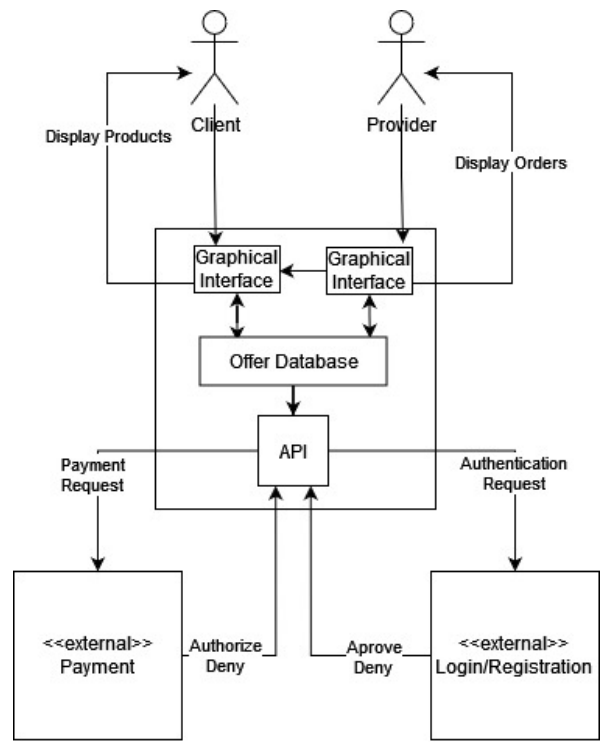 Client
Provider
Display Products
Display Orders
Graphical
Interface
Graphical
Interface
Offer Database
API
Payment
Request
Authentication
Request
<<external>>
Payment
Authorize
Deny
Aprove
Deny
<<external>>
Login/Registration